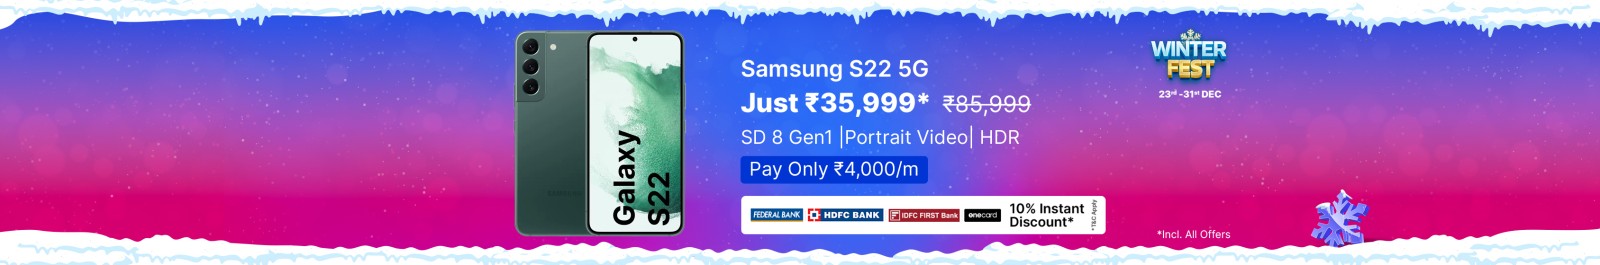 Galaxy
S22
Samsung S22 5G
Just ₹35,999* ₹85,999
SD 8 Gen1 |Portrait Video| HDR
Pay Only ₹4,000/m
FEDERAL BANK HDFC BANK IDFC FIRST Bank onecard
10% Instant
Discount*
*T&C Apply
WINTER
FEST
23rd -31st DEC
*Incl. All Offers